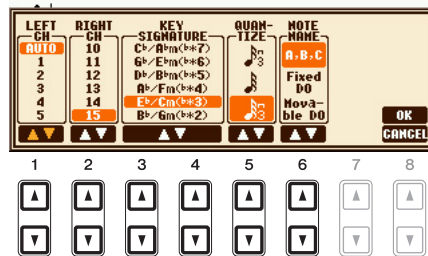 LEFT CH RIGHT CH KEY SIGNATURE QUAN-TIZE NOTE NAME
AUTO 10 C♭/A♭m(♭*7) A,B,C
1 11 G♭/E♭m(♭*6)
2 12 D♭/B♭m(♭*5) Fixed DO
3 13 A♭/Fm(♭*4)
4 14 E♭/Cm(♭*3) Mova-
5 15 B♭/Gm(♭*2) ble DO OK
CANCEL
1 2 3 4 5 6 7 8